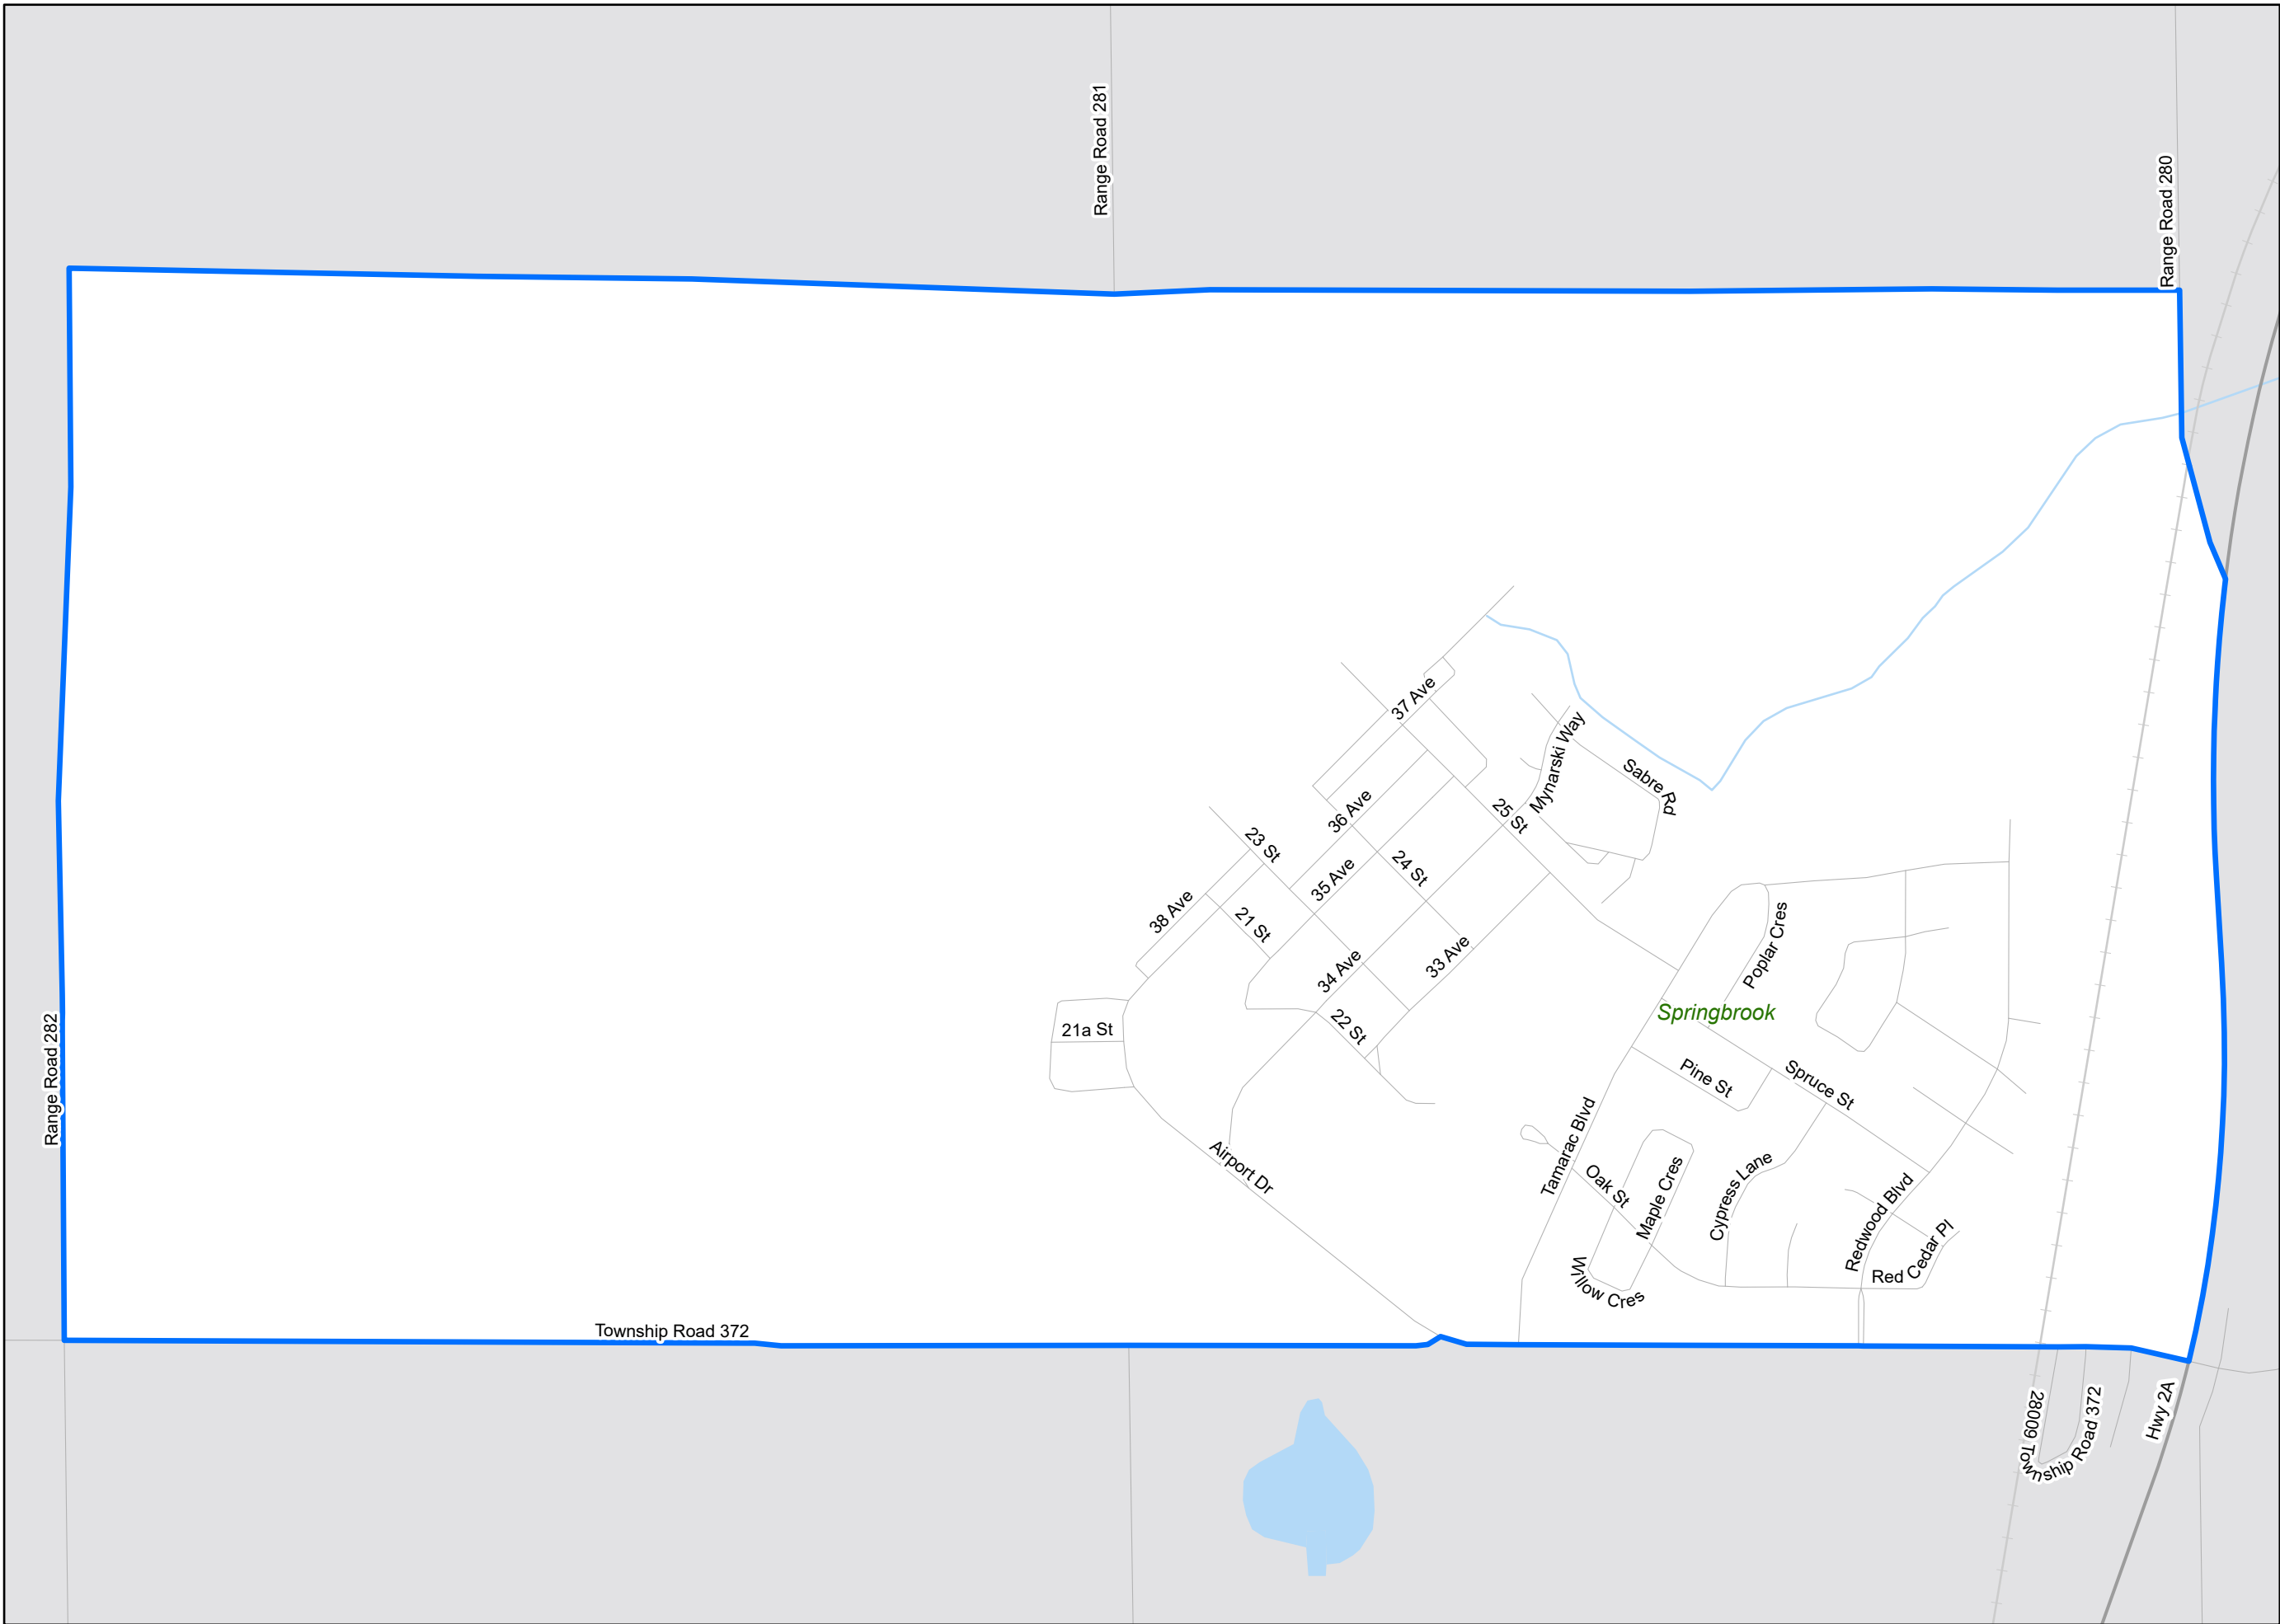 Range Road 281
Range Road 280
37 Ave
Mynarski Way
Sabre Rd
36 Ave
25 St
23 St
24 St
35 Ave
38 Ave
21 St
34 Ave
33 Ave
Poplar Cres
Springbrook
21a St
22 St
Range Road 282
Pine St
Spruce St
Tamarac Blvd
Airport Dr
Oak St
Maple Cres
Cypress Lane
Redwood Blvd
Red Cedar Pl
Willow Cres
Township Road 372
28009 Township Road 372
Hwy 2A